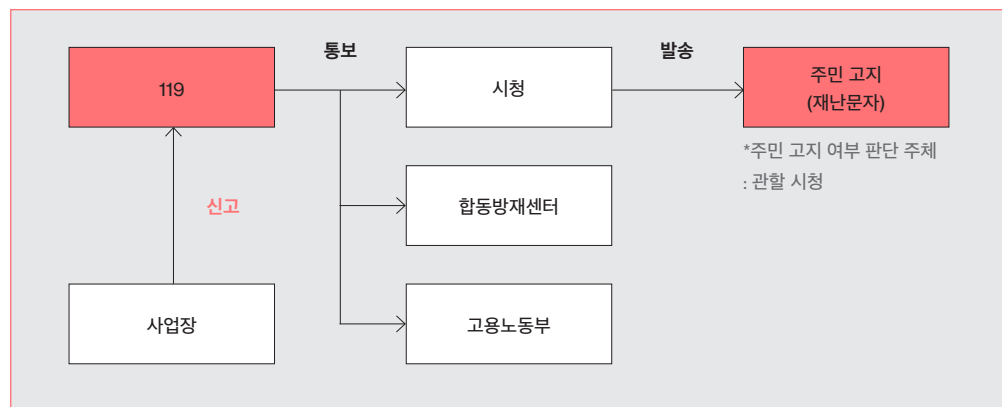 119
통보
시청
발송
주민 고지
(재난문자)
*주민 고지 여부 판단 주체
: 관할 시청
신고
합동방재센터
사업장
고용노동부